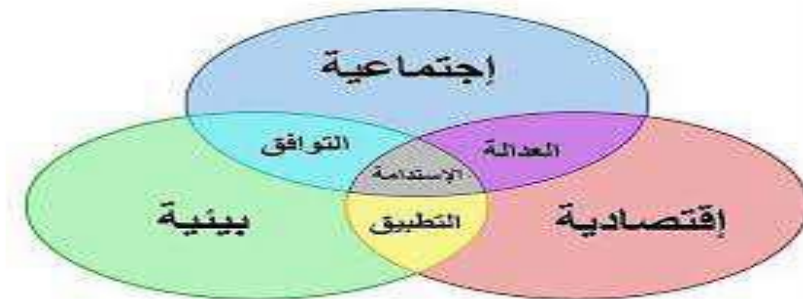 إجتماعية
التوافق
العدالة
الإستدامة
بيئية
التطبيق
إقتصادية